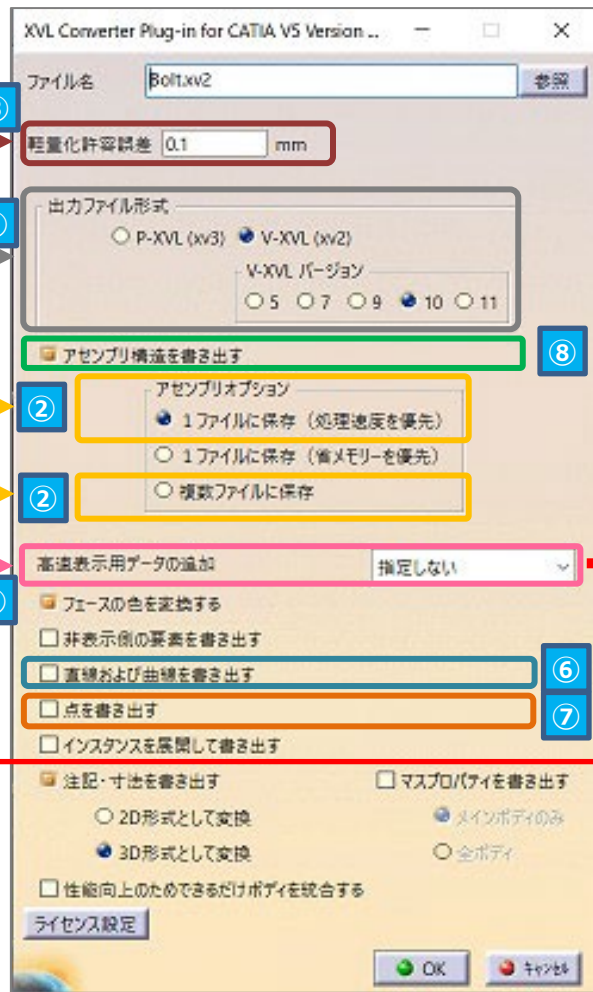 XVL Converter Plug-in for CATIA V5 Version ..
ファイル名 Bolt.xv2 参照
軽量化許容誤差 0.1 mm
出力ファイル形式
P-XVL (xv3) V-XVL (xv2)
V-XVL バージョン
5 7 9 10 11
アセンブリ構造を書き出す ⑧
アセンブリオプション
② 1ファイルに保存（処理速度を優先）
1ファイルに保存（省メモリーを優先）
② 複数ファイルに保存
高速表示用データの追加 指定しない
フェースの色を変換する
非表示側の要素を書き出す
直線および曲線を書き出す ⑥
点を書き出す ⑦
インスタンスを展開して書き出す
注記・寸法を書き出す マスプロパティを書き出す
2D形式として変換 メインボディのみ
3D形式として変換 全ボディ
性能向上のためできるだけボディを統合する
ライセンス設定
OK キャンセル